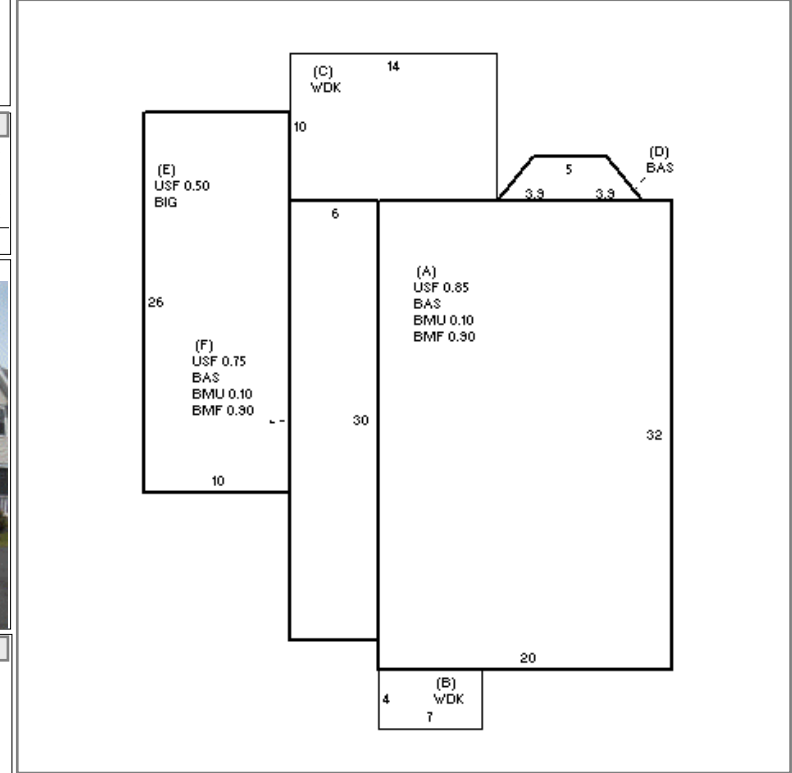 (C)
WDK
14
10
(D)
BAS
5
3.9
3.9
(E)
USF 0.50
BIG
6
(A)
USF 0.85
BAS
BMU 0.10
BMF 0.90
26
(F)
USF 0.75
BAS
BMU 0.10
BMF 0.90
30
32
10
20
(B)
WDK
4
7